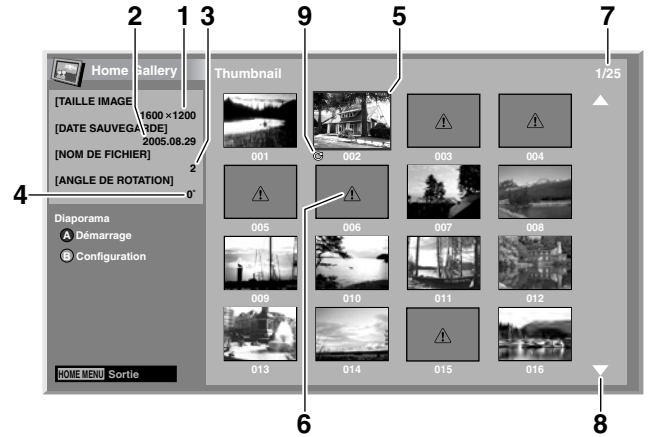 2 1 3 9 5 7
Home Gallery Thumbnail 1/25
[TAILLE IMAGE]
1600 ×1200
[DATE SAUVEGARDE]
2005.08.29
[NOM DE FICHIER]
2
[ANGLE DE ROTATION]
4 0°
001 002 003 004
Diaporama
A Démarrage
B Configuration
005 006 007 008
009 010 011 012
013 014 015 016
HOME MENU Sortie
6 8